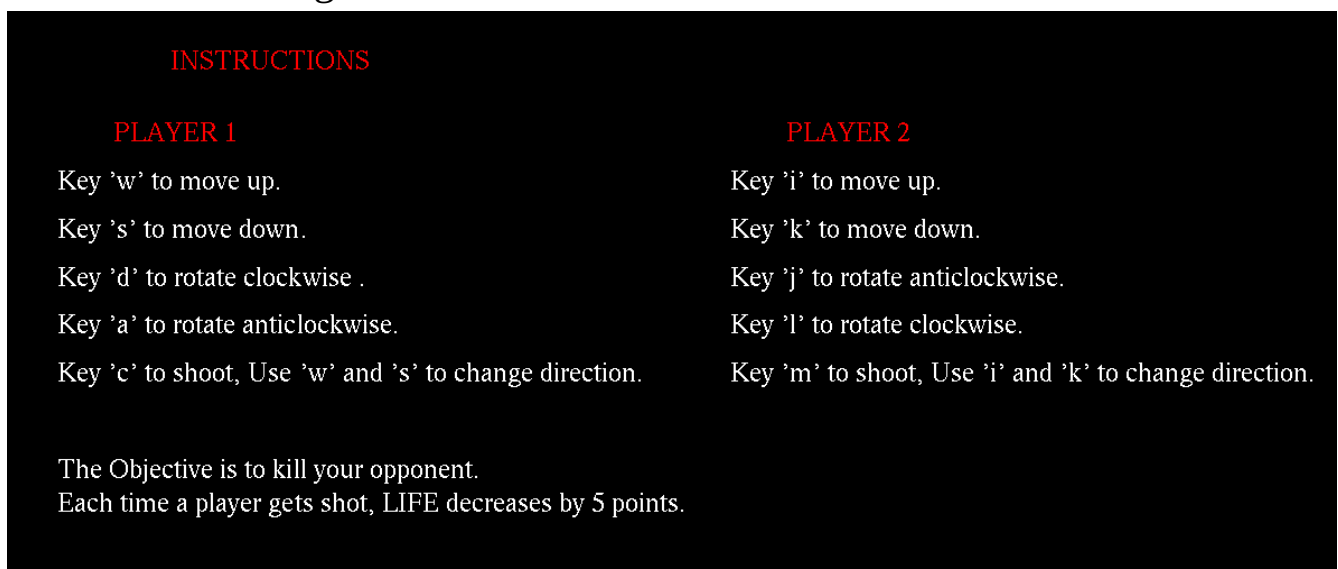 INSTRUCTIONS
PLAYER 1
Key ’w’ to move up.
Key ’s’ to move down.
Key ’d’ to rotate clockwise .
Key ’a’ to rotate anticlockwise.
Key ’c’ to shoot, Use ’w’ and ’s’ to change direction.
PLAYER 2
Key ’i’ to move up.
Key ’k’ to move down.
Key ’j’ to rotate anticlockwise.
Key ’l’ to rotate clockwise.
Key ’m’ to shoot, Use ’i’ and ’k’ to change direction.
The Objective is to kill your opponent.
Each time a player gets shot, LIFE decreases by 5 points.